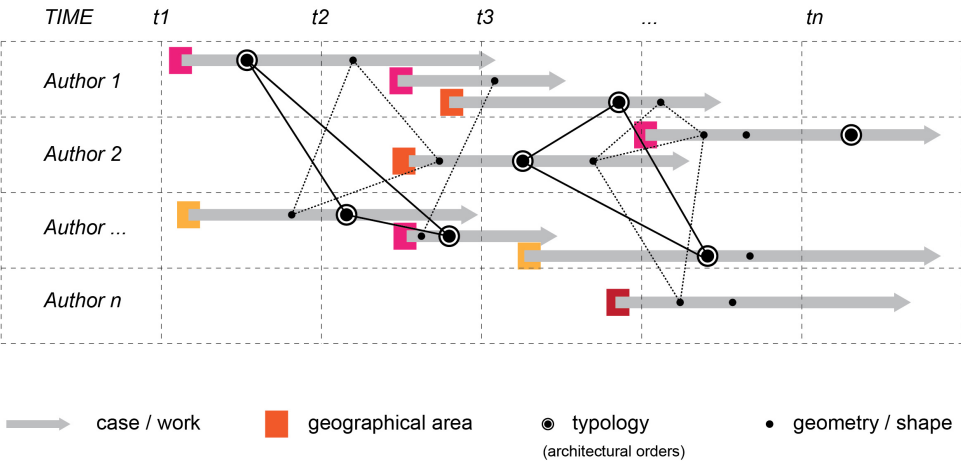 TIME t1 t2 t3 ... tn
Author 1
Author 2
Author ...
Author n
case / work geographical area typology geometry / shape
(architectural orders)